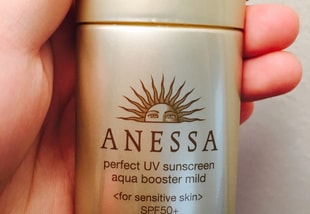 ANESSA
perfect UV sunscreen
aqua booster mild
<for sensitive skin>
SPF50+